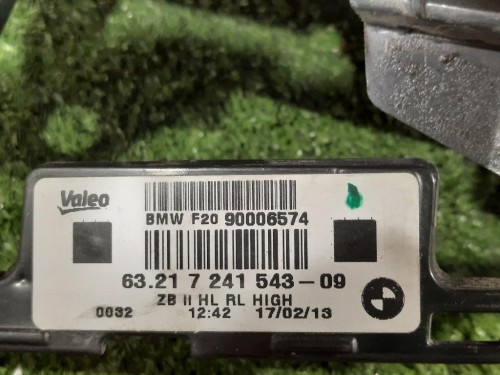 Valeo
BMW F20 90006574
63.21 7 241 543-09
ZB II HL RL HIGH
0032 12:42 17/02/13